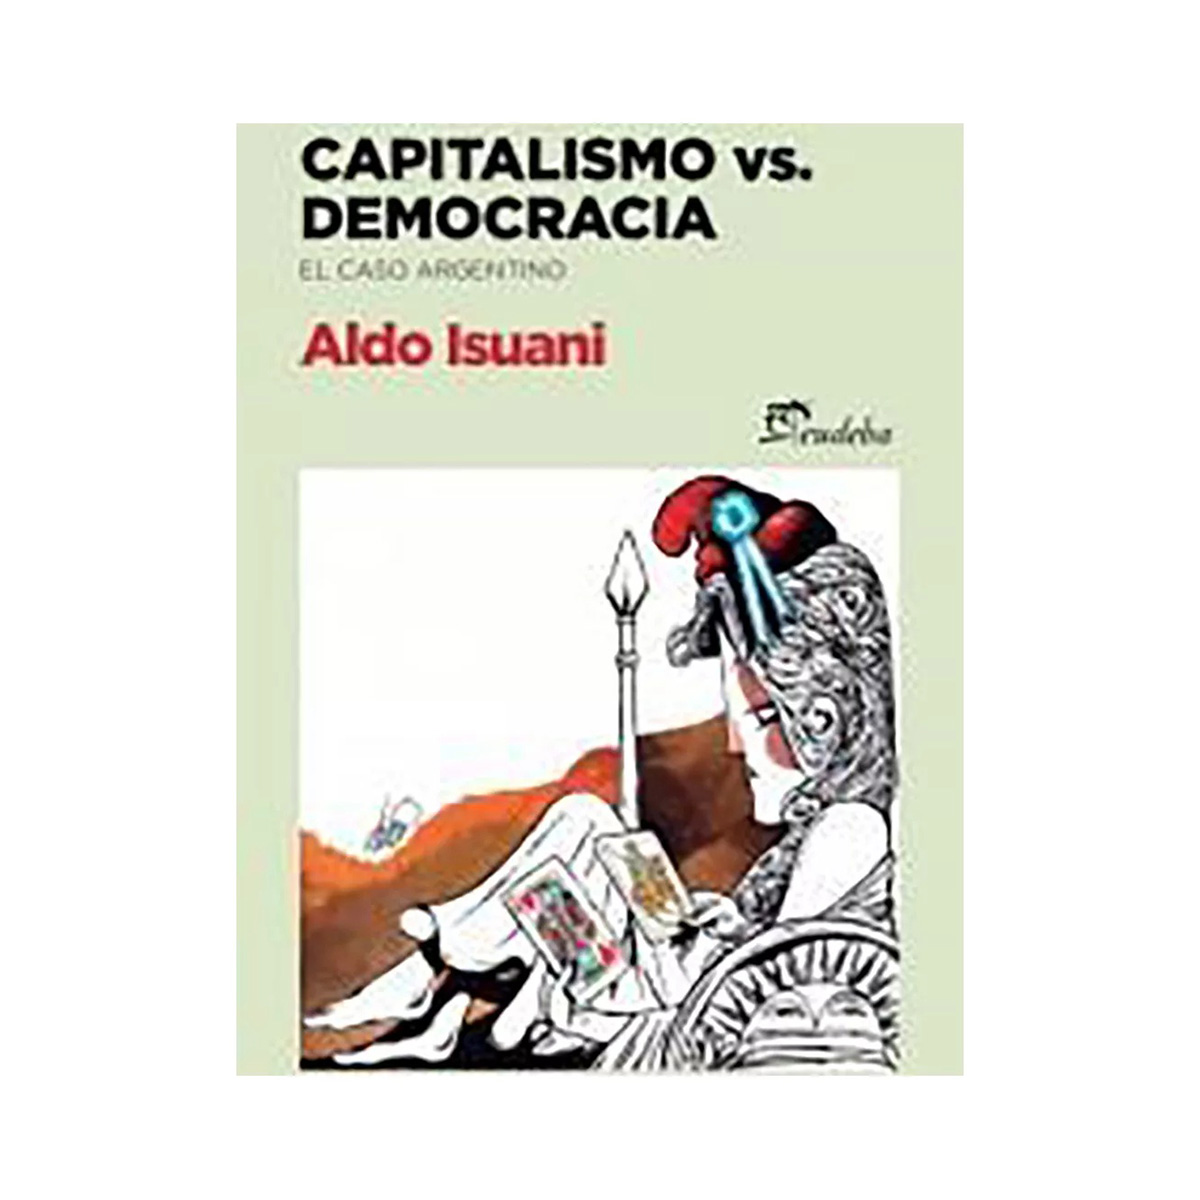 CAPITALISMO vs.
DEMOCRACIA
EL CASO ARGENTINO
Aldo Isuani
eudeba